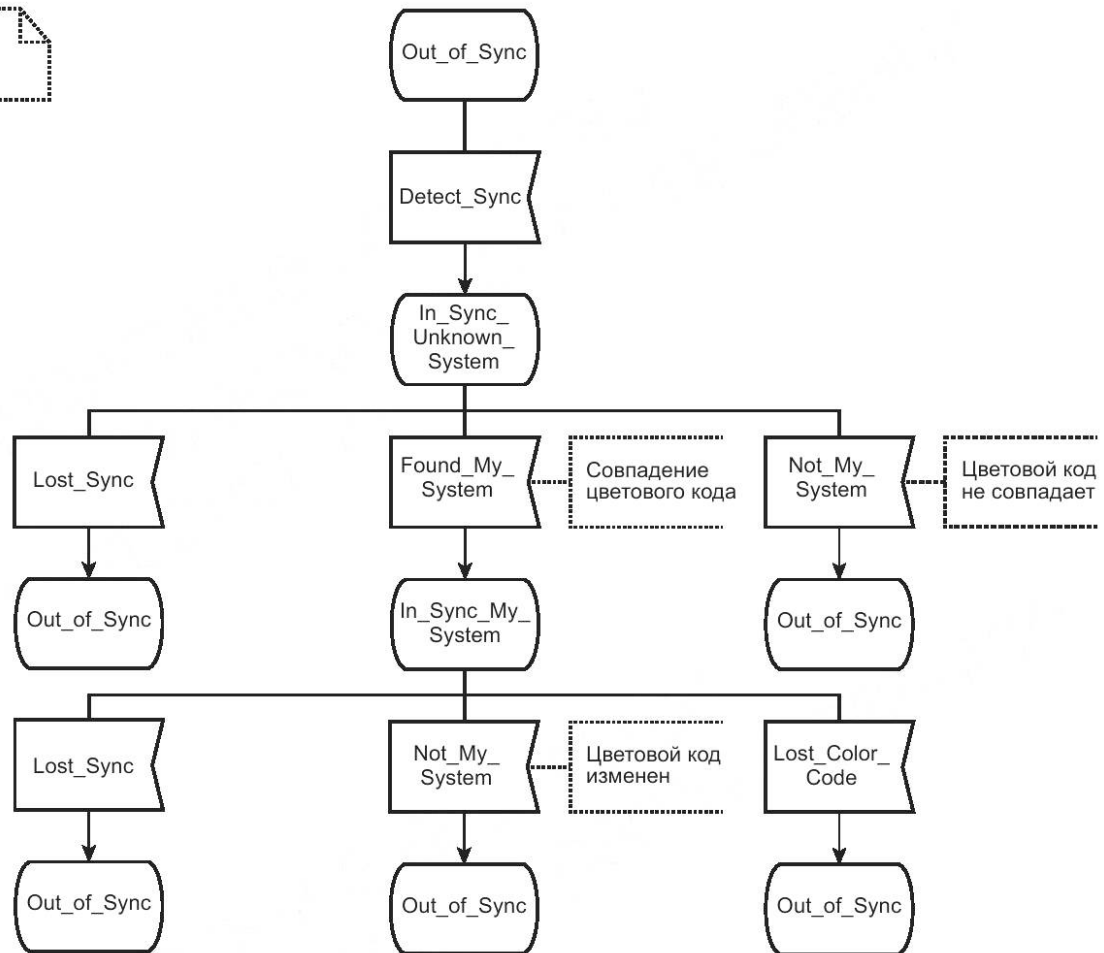 Out_of_Sync
Detect_Sync
In_Sync_
Unknown_
System
Lost_Sync
Found_My_
System
Совпадение
цветового кода
Not_My_
System
Цветовой код
не совпадает
Out_of_Sync
In_Sync_My_
System
Out_of_Sync
Lost_Sync
Not_My_
System
Цветовой код
изменен
Lost_Color_
Code
Out_of_Sync
Out_of_Sync
Out_of_Sync